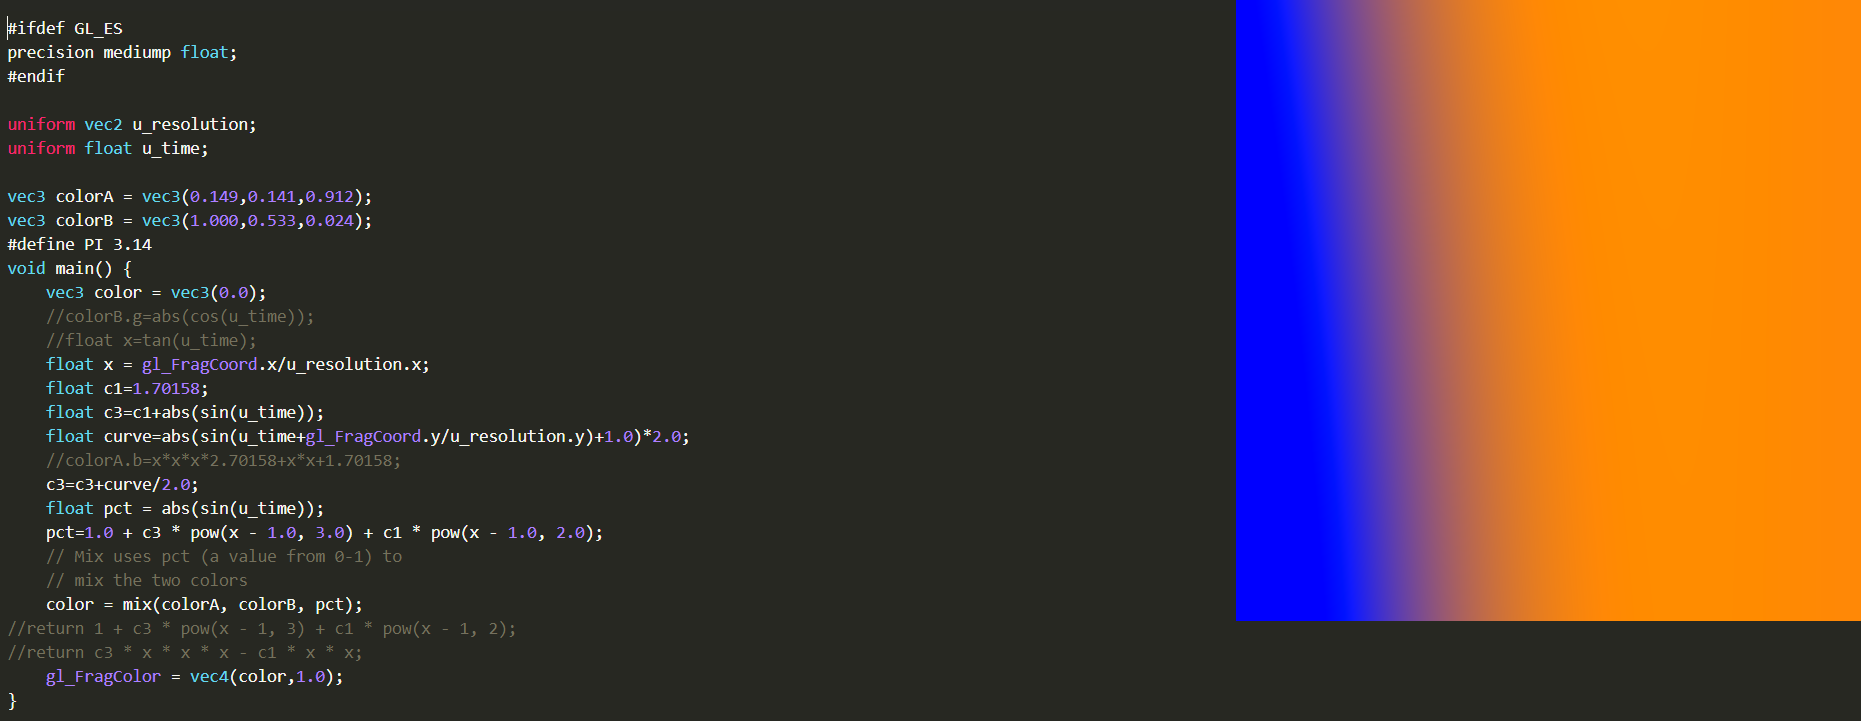 #ifdef GL_ES
precision mediump float;
#endif
uniform vec2 u_resolution;
uniform float u_time;
vec3 colorA = vec3(0.149,0.141,0.912);
vec3 colorB = vec3(1.000,0.533,0.024);
#define PI 3.14
void main() {
    vec3 color = vec3(0.0);
    //colorB.g=abs(cos(u_time));
    //float x=tan(u_time);
    float x = gl_FragCoord.x/u_resolution.x;
    float c1=1.70158;
    float c3=c1+abs(sin(u_time));
    float curve=abs(sin(u_time+gl_FragCoord.y/u_resolution.y)+1.0)*2.0;
    //colorA.b=x*x*x*2.70158+x*x+1.70158;
    c3=c3+curve/2.0;
    float pct = abs(sin(u_time));
    pct=1.0 + c3 * pow(x - 1.0, 3.0) + c1 * pow(x - 1.0, 2.0);
    // Mix uses pct (a value from 0-1) to
    // mix the two colors
    color = mix(colorA, colorB, pct);
//return 1 + c3 * pow(x - 1, 3) + c1 * pow(x - 1, 2);
//return c3 * x * x * x - c1 * x * x;
    gl_FragColor = vec4(color,1.0);
}